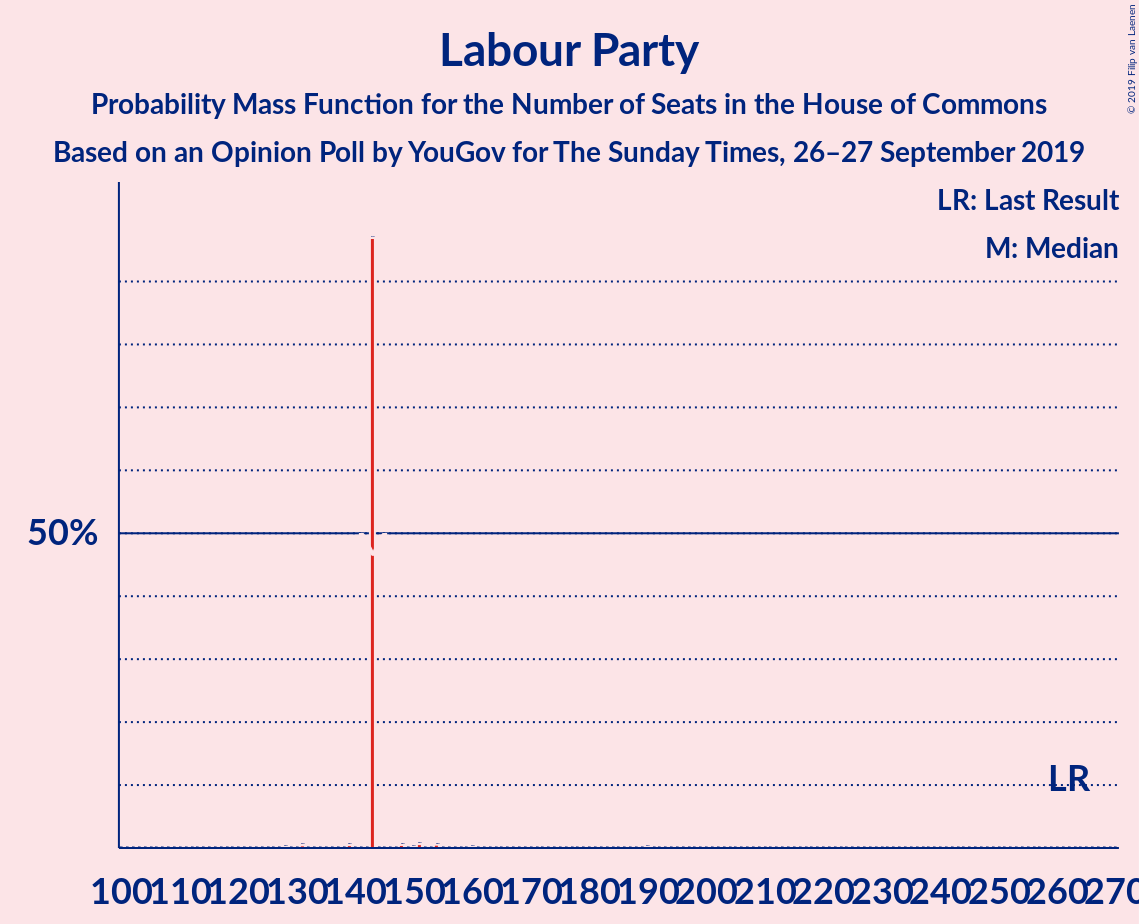 Labour Party
Probability Mass Function for the Number of Seats in the House of Commons
Based on an Opinion Poll by YouGov for The Sunday Times, 26–27 September 2019
© 2019 Filip van Laenen
LR: Last Result
M: Median
50%
LR
100 110 120 130 140 150 160 170 180 190 200 210 220 230 240 250 260 270